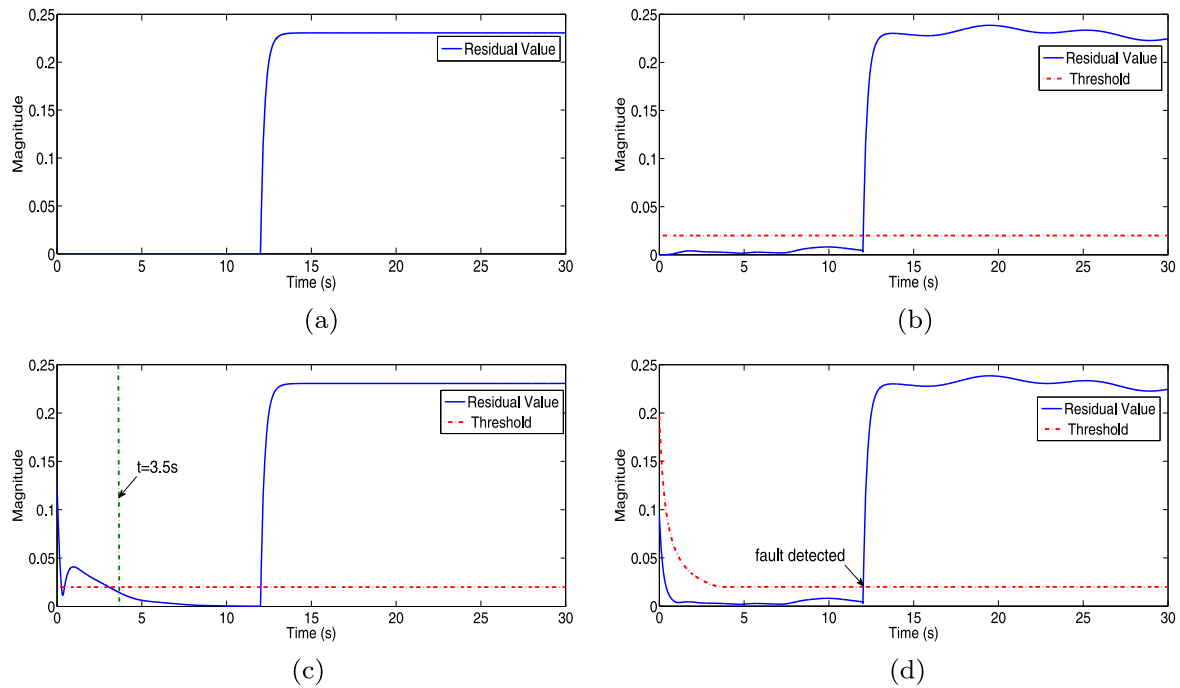 0.25
0.2
0.15
0.1
0.05
0
Magnitude
Residual Value
0 5 10 15 20 25 30
Time (s)
(a)
0.25
0.2
0.15
0.1
0.05
0
Magnitude
Residual Value
Threshold
0 5 10 15 20 25 30
Time (s)
(b)
0.25
0.2
0.15
0.1
0.05
0
Magnitude
Residual Value
Threshold
t=3.5s
0 5 10 15 20 25 30
Time (s)
(c)
0.25
0.2
0.15
0.1
0.05
0
Magnitude
Residual Value
Threshold
fault detected
0 5 10 15 20 25 30
Time (s)
(d)